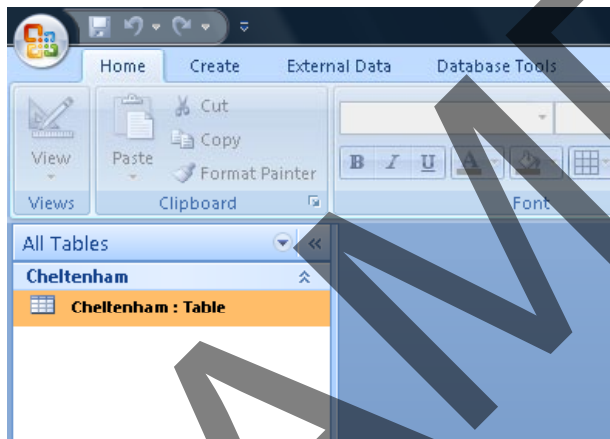 Home Create External Data Database Tools
Cut
Copy
View Paste Format Painter
B I U A
Views Clipboard Font
All Tables
Cheltenham
Cheltenham : Table